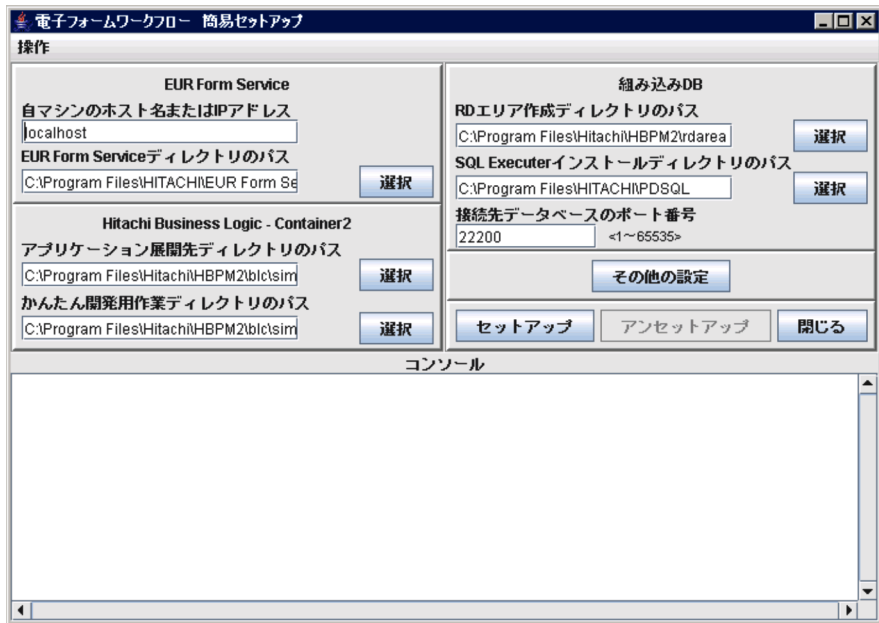 電子フォームワークフロー 簡易セットアップ
操作
EUR Form Service
自マシンのホスト名またはIPアドレス
localhost
EUR Form Serviceディレクトリのパス
C:\Program Files\HITACHI\EUR Form Se
選択
Hitachi Business Logic - Container2
アプリケーション展開先ディレクトリのパス
C:\Program Files\Hitachi\HBPM2\blc\sim
選択
かんたん開発用作業ディレクトリのパス
C:\Program Files\Hitachi\HBPM2\blc\sim
選択
組み込みDB
RDエリア作成ディレクトリのパス
C:\Program Files\Hitachi\HBPM2\rdarea
選択
SQL Executerインストールディレクトリのパス
C:\Program Files\HITACHI\PDSQL
選択
接続先データベースのポート番号
22200 <1～65535>
その他の設定
セットアップ アンセットアップ 閉じる
コンソール